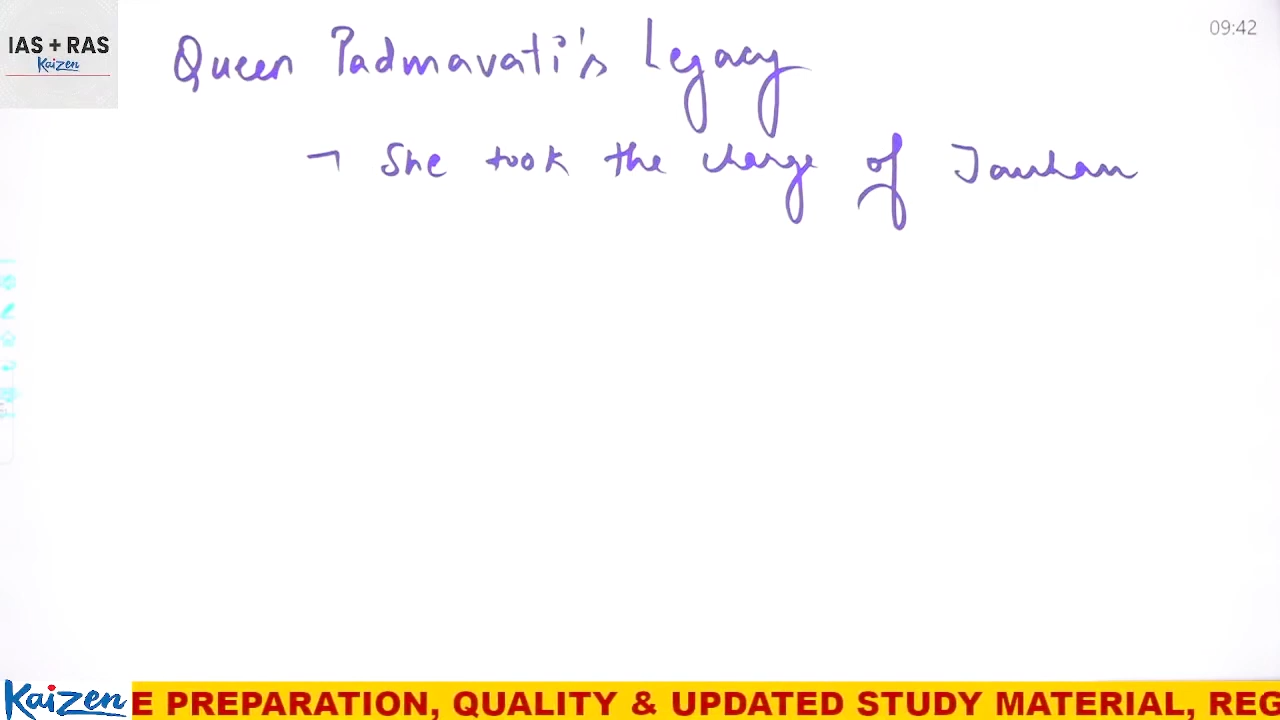 IAS + RAS
Kaizen
09:42
Queen Padmavati's Legacy
→ She took the charge of Jauhar
Kaizen
E PREPARATION, QUALITY & UPDATED STUDY MATERIAL, REG